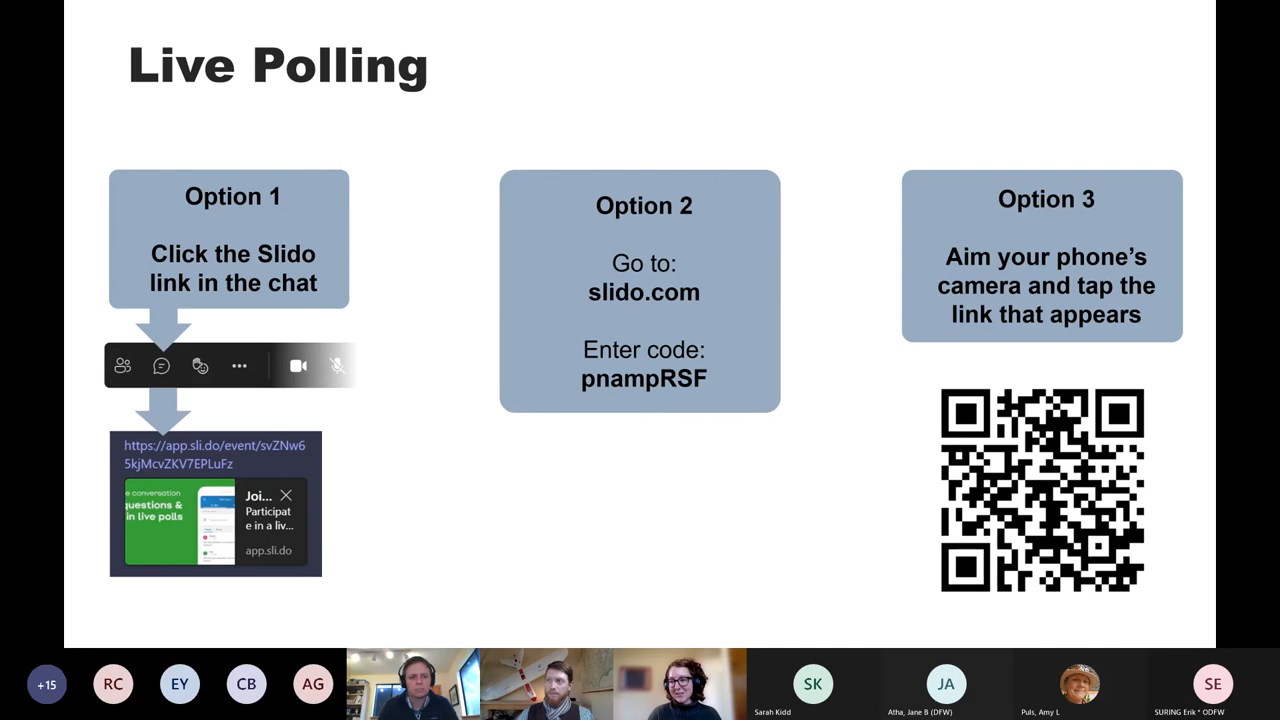 Live Polling
Option 1
Click the Slido
link in the chat
https://app.sli.do/event/svZNw6
5kjMcvZKV7EPLuFz
e conversation
questions &
in live polls
Joi...
Participat
e in a liv...
app.sli.do
Option 2
Go to:
slido.com
Enter code:
pnampRSF
Option 3
Aim your phone’s
camera and tap the
link that appears
+15
RC
EY
CB
AG
SK
Sarah Kidd
JA
Atha, Jane B (DFW)
Puls, Amy L
SE
SURING Erik * ODFW